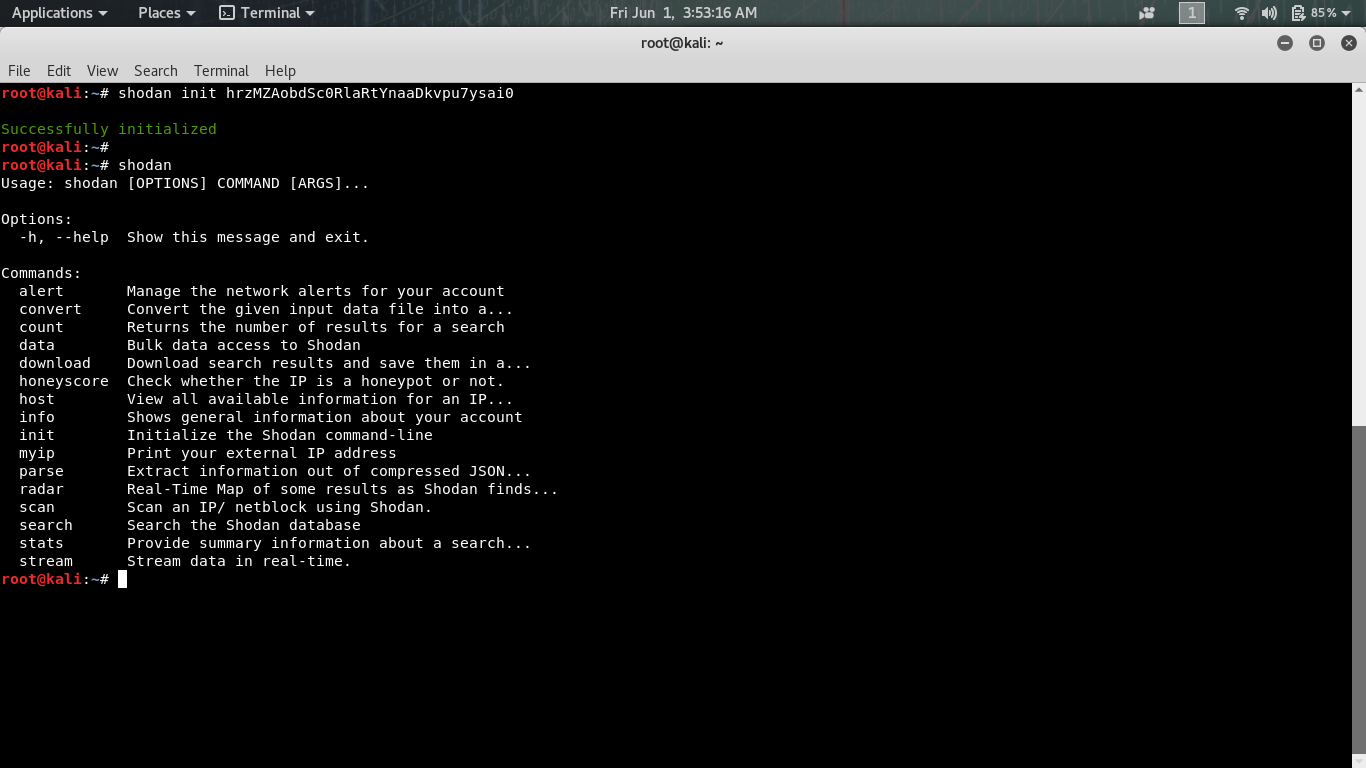 Applications Places Terminal Fri Jun 1, 3:53:16 AM 1 85%
root@kali: ~
File Edit View Search Terminal Help
root@kali:~# shodan init hrzMZAobdSc0RlaRtYnaaDkvpu7ysai0
Successfully initialized
root@kali:~#
root@kali:~# shodan
Usage: shodan [OPTIONS] COMMAND [ARGS]...
Options:
  -h, --help  Show this message and exit.
Commands:
  alert       Manage the network alerts for your account
  convert     Convert the given input data file into a...
  count       Returns the number of results for a search
  data        Bulk data access to Shodan
  download    Download search results and save them in a...
  honeyscore  Check whether the IP is a honeypot or not.
  host        View all available information for an IP...
  info        Shows general information about your account
  init        Initialize the Shodan command-line
  myip        Print your external IP address
  parse       Extract information out of compressed JSON...
  radar       Real-Time Map of some results as Shodan finds...
  scan        Scan an IP/ netblock using Shodan.
  search      Search the Shodan database
  stats       Provide summary information about a search...
  stream      Stream data in real-time.
root@kali:~#